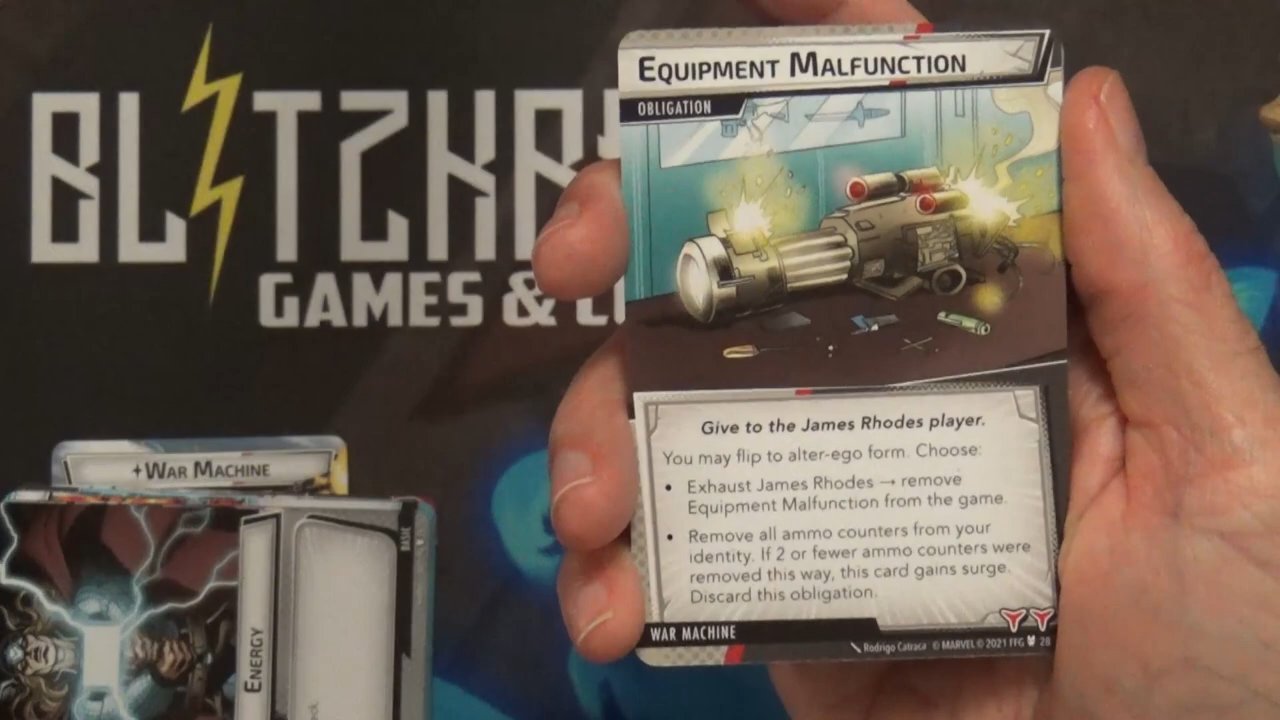 BLITZKR
GAMES &
EQUIPMENT MALFUNCTION
OBLIGATION
Give to the James Rhodes player.
You may flip to alter-ego form. Choose:
• Exhaust James Rhodes → remove
Equipment Malfunction from the game.
• Remove all ammo counters from your
identity. If 2 or fewer ammo counters were
removed this way, this card gains surge.
Discard this obligation.
WAR MACHINE
Rodrigo Catraca © MARVEL © 2021 FFG 28
+WAR MACHINE
BASIC
ENERGY